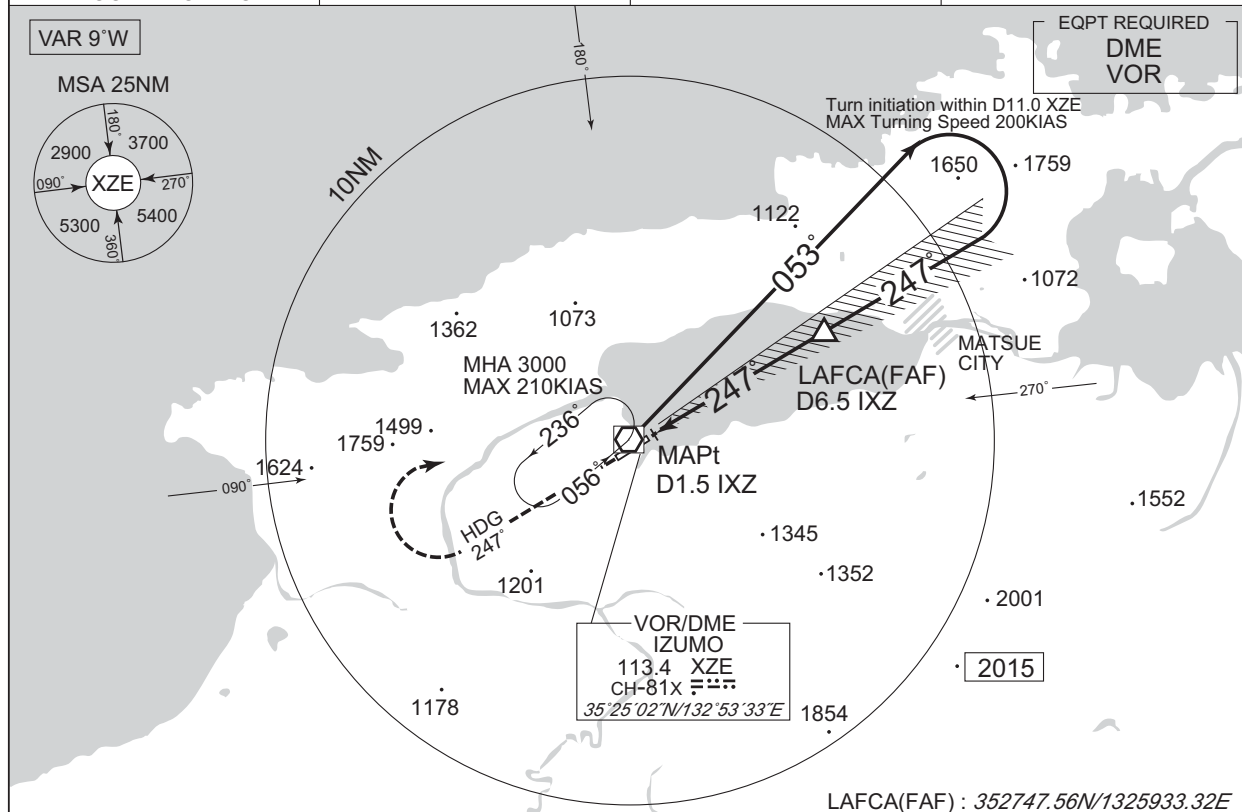 VAR 9°W
MSA 25NM
180°
2900
3700
XZE
090°
270°
5300
5400
360°
180°
EQPT REQUIRED
DME
VOR
Turn initiation within D11.0 XZE
MAX Turning Speed 200KIAS
10NM
1650
1759
1122
053°
247°
1072
1362
1073
MHA 3000
MAX 210KIAS
MATSUE
CITY
LAFCA(FAF)
D6.5 IXZ
247°
270°
236°
1499
1759
1624
090°
056°
MAPt
D1.5 IXZ
HDG
247°
1552
1345
1352
1201
2001
VOR/DME
IZUMO
113.4 XZE
CH-81X
35°25´02˝N/132°53´33˝E
2015
1178
1854
LAFCA(FAF) : 352747.56N/1325933.32E